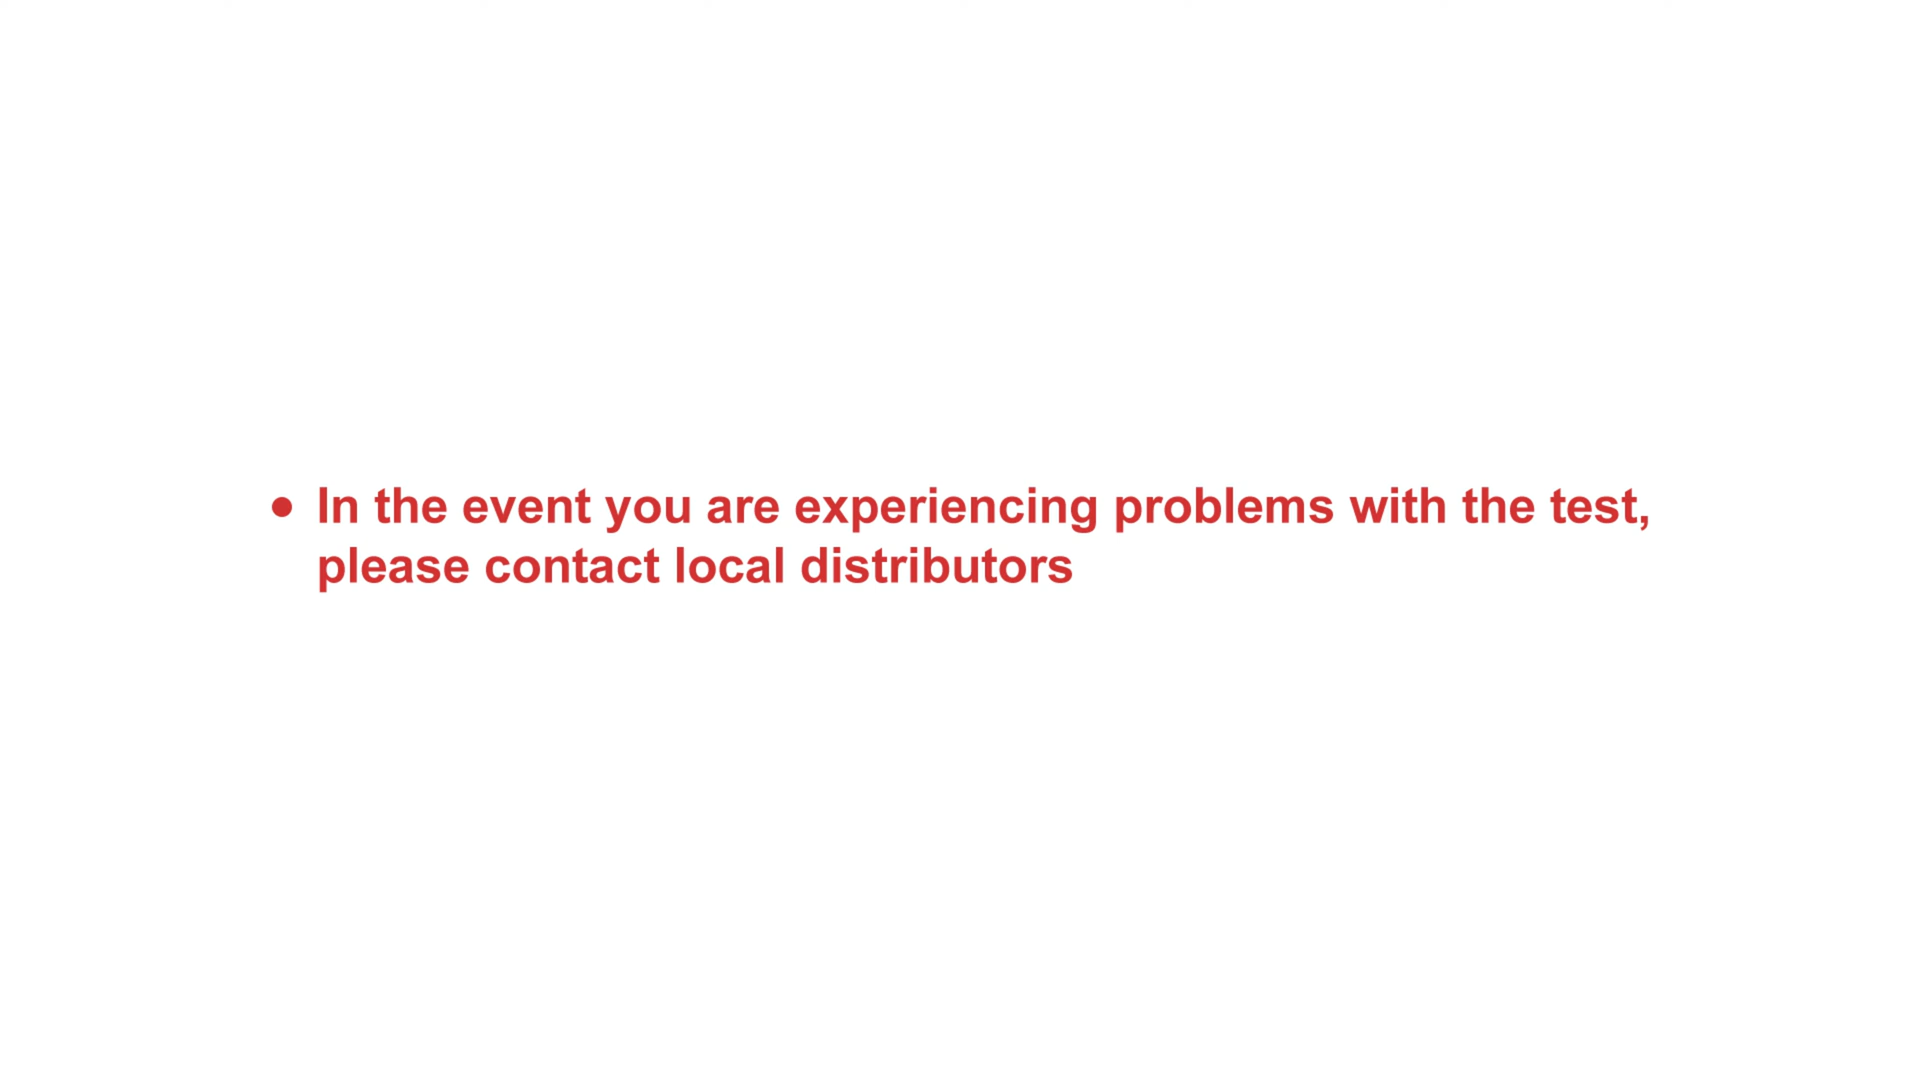 • In the event you are experiencing problems with the test,
please contact local distributors